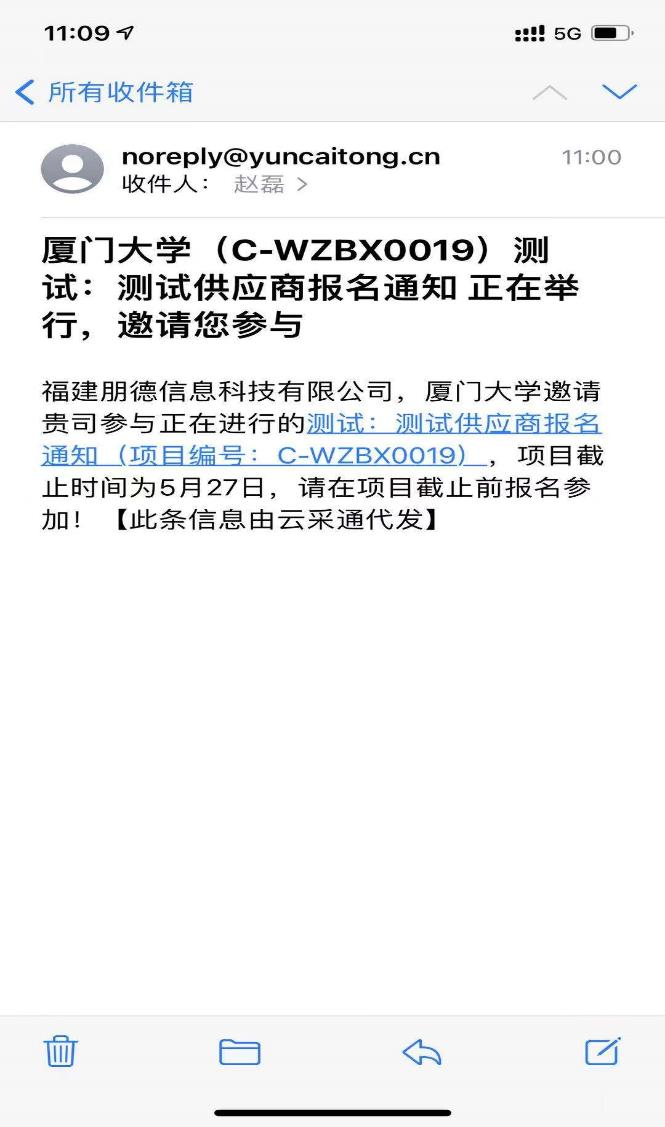 11:09
5G
所有收件箱
noreply@yuncaitong.cn
11:00
收件人： 赵磊 >
厦门大学（C-WZBX0019）测
试：测试供应商报名通知 正在举
行，邀请您参与
福建朋德信息科技有限公司，厦门大学邀请
贵司参与正在进行的测试：测试供应商报名
通知（项目编号：C-WZBX0019） ，项目截
止时间为5月27日，请在项目截止前报名参
加！【此条信息由云采通代发】